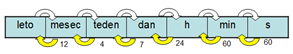 leto mesec teden dan h min s
12 4 7 24 60 60